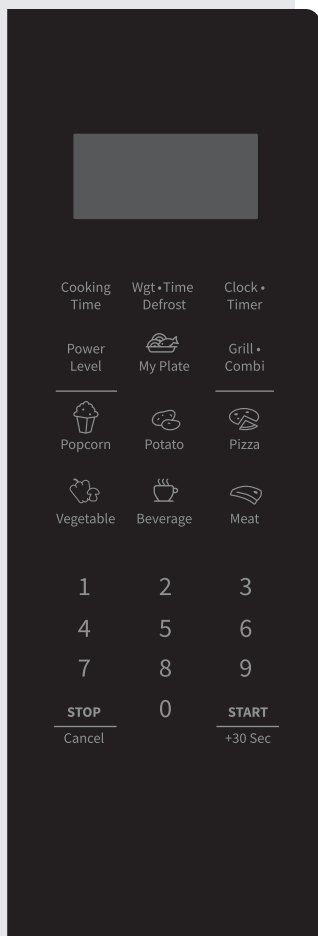 Cooking Wgt•Time Clock •
Time Defrost Timer
Power My Plate Grill •
Level Combi
Popcorn Potato Pizza
Vegetable Beverage Meat
1 2 3
4 5 6
7 8 9
STOP 0 START
Cancel +30 Sec